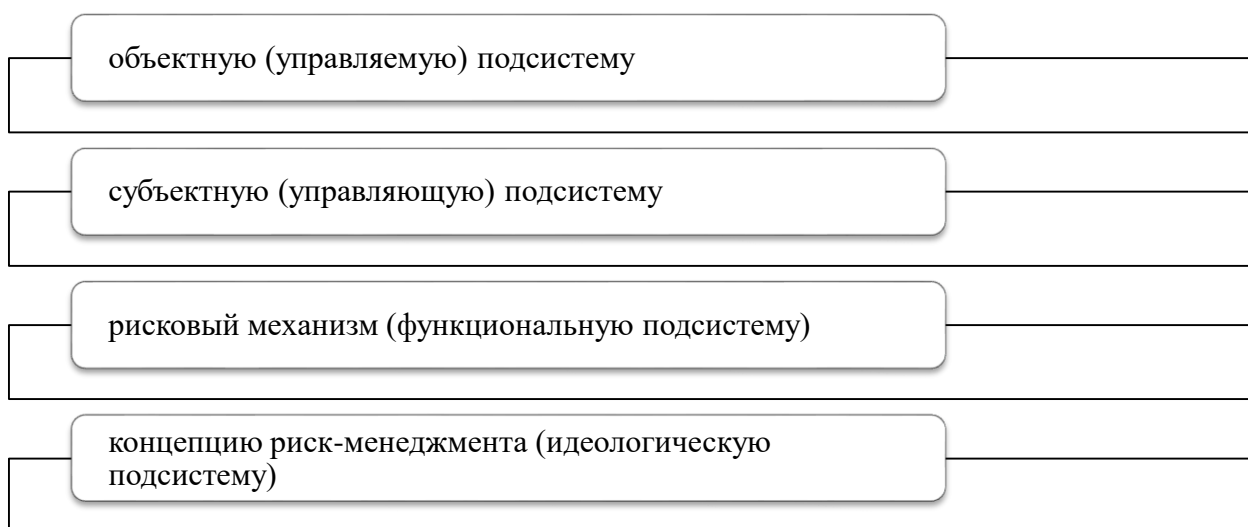 объектную (управляемую) подсистему
субъектную (управляющую) подсистему
рисковый механизм (функциональную подсистему)
концепцию риск-менеджмента (идеологическую
подсистему)